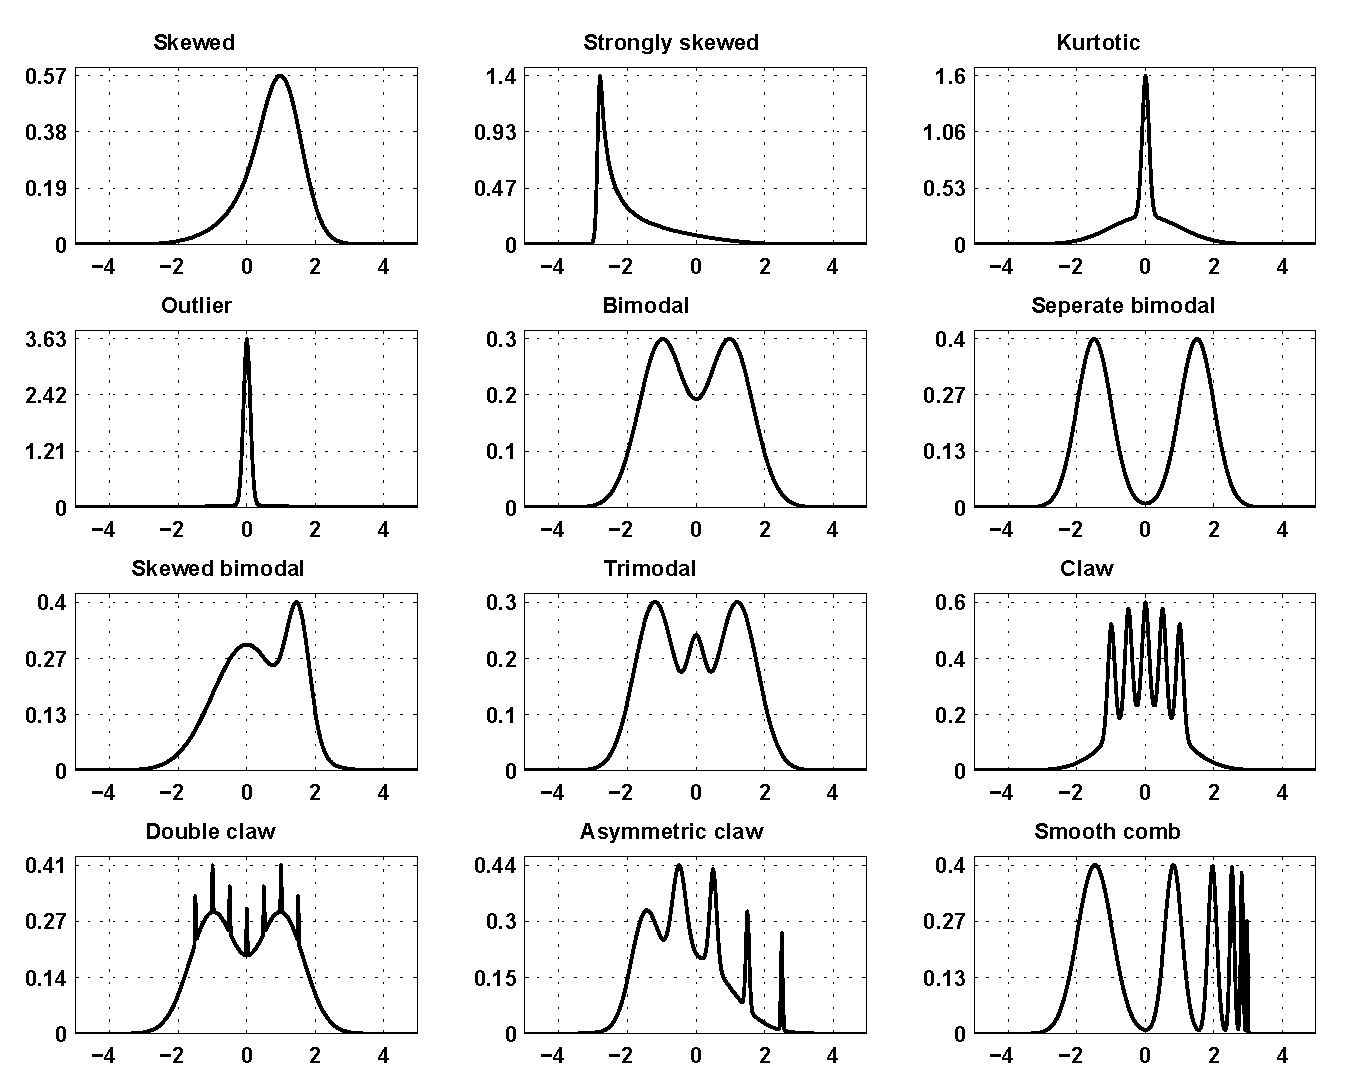 Skewed
0.57
0.38
0.19
0
−4 −2 0 2 4
Strongly skewed
1.4
0.93
0.47
0
−4 −2 0 2 4
Kurtotic
1.6
1.06
0.53
0
−4 −2 0 2 4
Outlier
3.63
2.42
1.21
0
−4 −2 0 2 4
Bimodal
0.3
0.2
0.1
0
−4 −2 0 2 4
Seperate bimodal
0.4
0.27
0.13
0
−4 −2 0 2 4
Skewed bimodal
0.4
0.27
0.13
0
−4 −2 0 2 4
Trimodal
0.3
0.2
0.1
0
−4 −2 0 2 4
Claw
0.6
0.4
0.2
0
−4 −2 0 2 4
Double claw
0.41
0.27
0.14
0
−4 −2 0 2 4
Asymmetric claw
0.44
0.3
0.15
0
−4 −2 0 2 4
Smooth comb
0.4
0.27
0.13
0
−4 −2 0 2 4